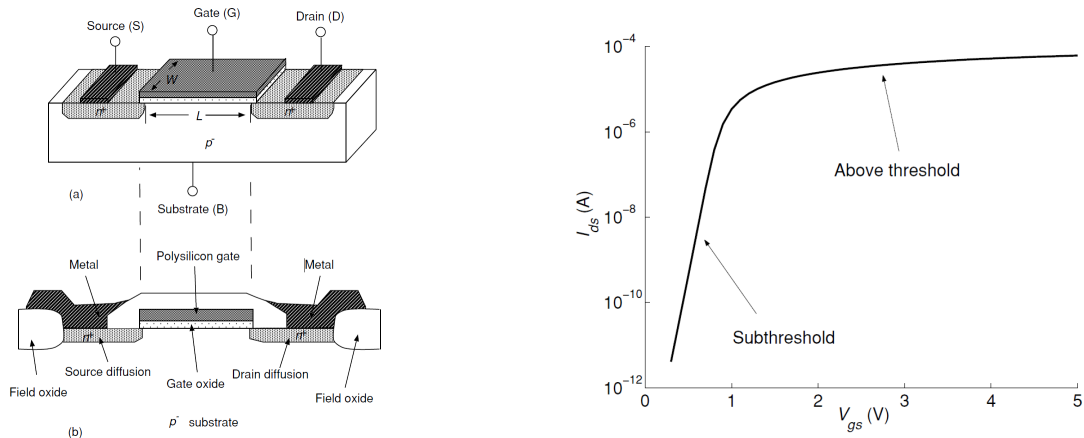 Gate (G)
Source (S)
Drain (D)
W
n+
L
n+
p-
(a)
Substrate (B)
Polysilicon gate
Metal
Metal
n+
n+
Source diffusion
Gate oxide
Drain diffusion
Field oxide
Field oxide
p- substrate
(b)
10-4
10-6
10-8
10-10
10-12
Ids (A)
Above threshold
Subthreshold
0
1
2
3
4
5
Vgs (V)